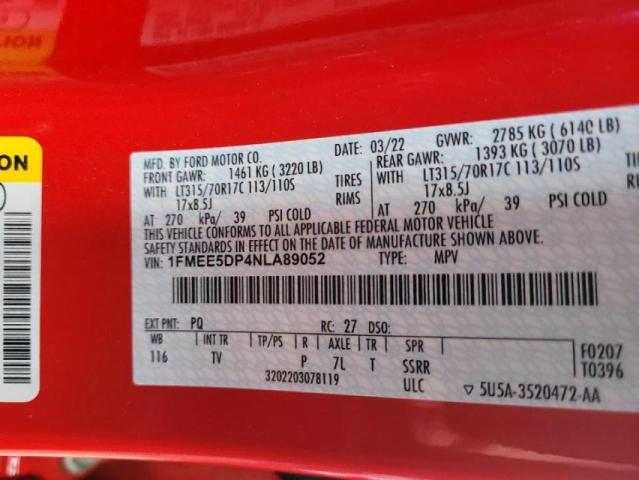 ION
MFD. BY FORD MOTOR CO.
DATE: 03/22 GVWR: 2785 KG ( 6140 LB)
FRONT GAWR: 1461 KG ( 3220 LB) REAR GAWR: 1393 KG ( 3070 LB)
WITH LT315/70R17C 113/110S TIRES WITH LT315/70R17C 113/110S
17x8.5J RIMS 17x8.5J
AT 270 kPa/ 39 PSI COLD AT 270 kPa/ 39 PSI COLD
THIS VEHICLE CONFORMS TO ALL APPLICABLE FEDERAL MOTOR VEHICLE
SAFETY STANDARDS IN EFFECT ON THE DATE OF MANUFACTURE SHOWN ABOVE.
VIN: 1FMEE5DP4NLA89052 TYPE: MPV
EXT PNT: PQ RC: 27 DSO:
WB INT TR TP/PS R AXLE TR SPR F0207
116 TV P 7L T SSRR T0396
3202203078119 ULC ▽ 5U5A-3520472-AA